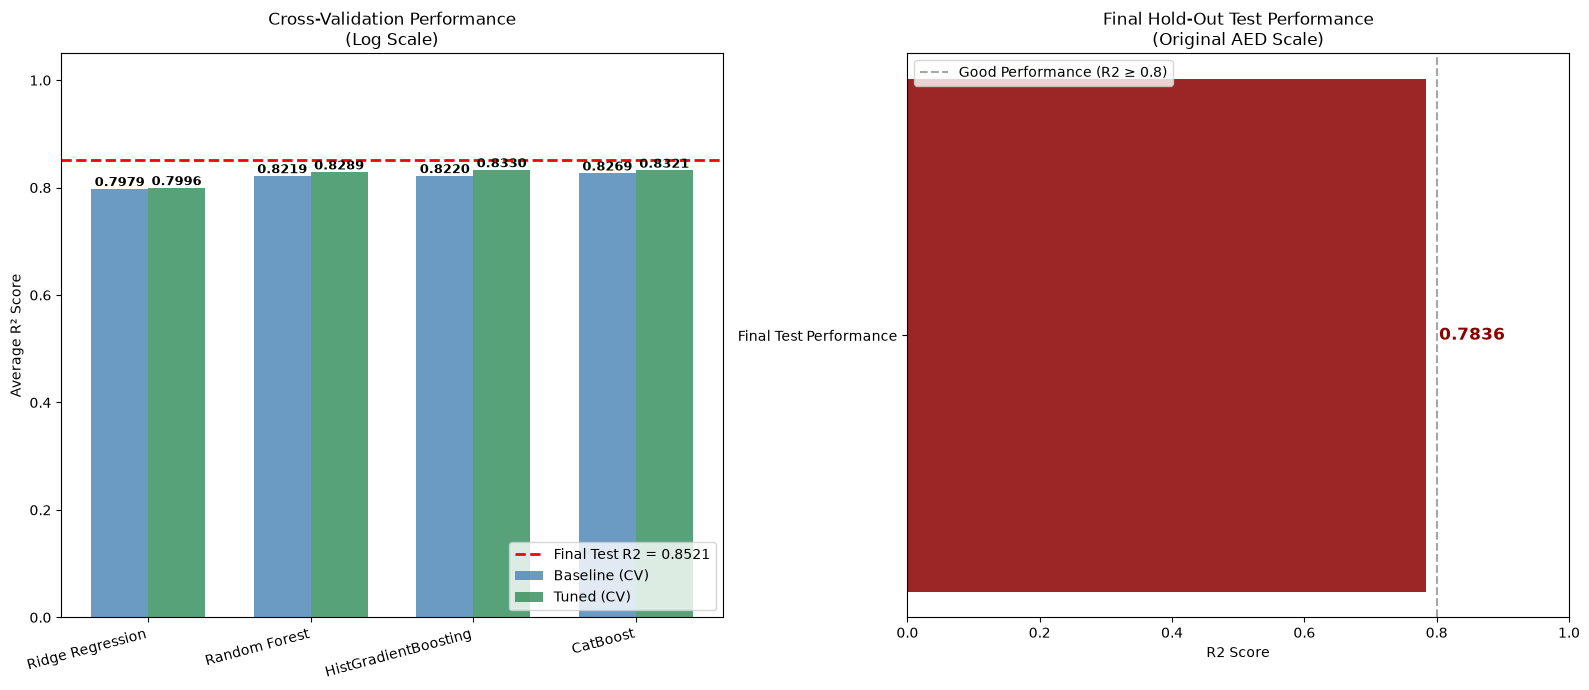 Cross-Validation Performance
(Log Scale)
Average R² Score
1.0
0.8
0.6
0.4
0.2
0.0
0.7979
0.7996
0.8219
0.8289
0.8220
0.8330
0.8269
0.8321
Final Test R2 = 0.8521
Baseline (CV)
Tuned (CV)
Ridge Regression
Random Forest
HistGradientBoosting
CatBoost
Final Hold-Out Test Performance
(Original AED Scale)
Good Performance (R2 ≥ 0.8)
Final Test Performance
0.7836
0.0
0.2
0.4
0.6
0.8
1.0
R2 Score